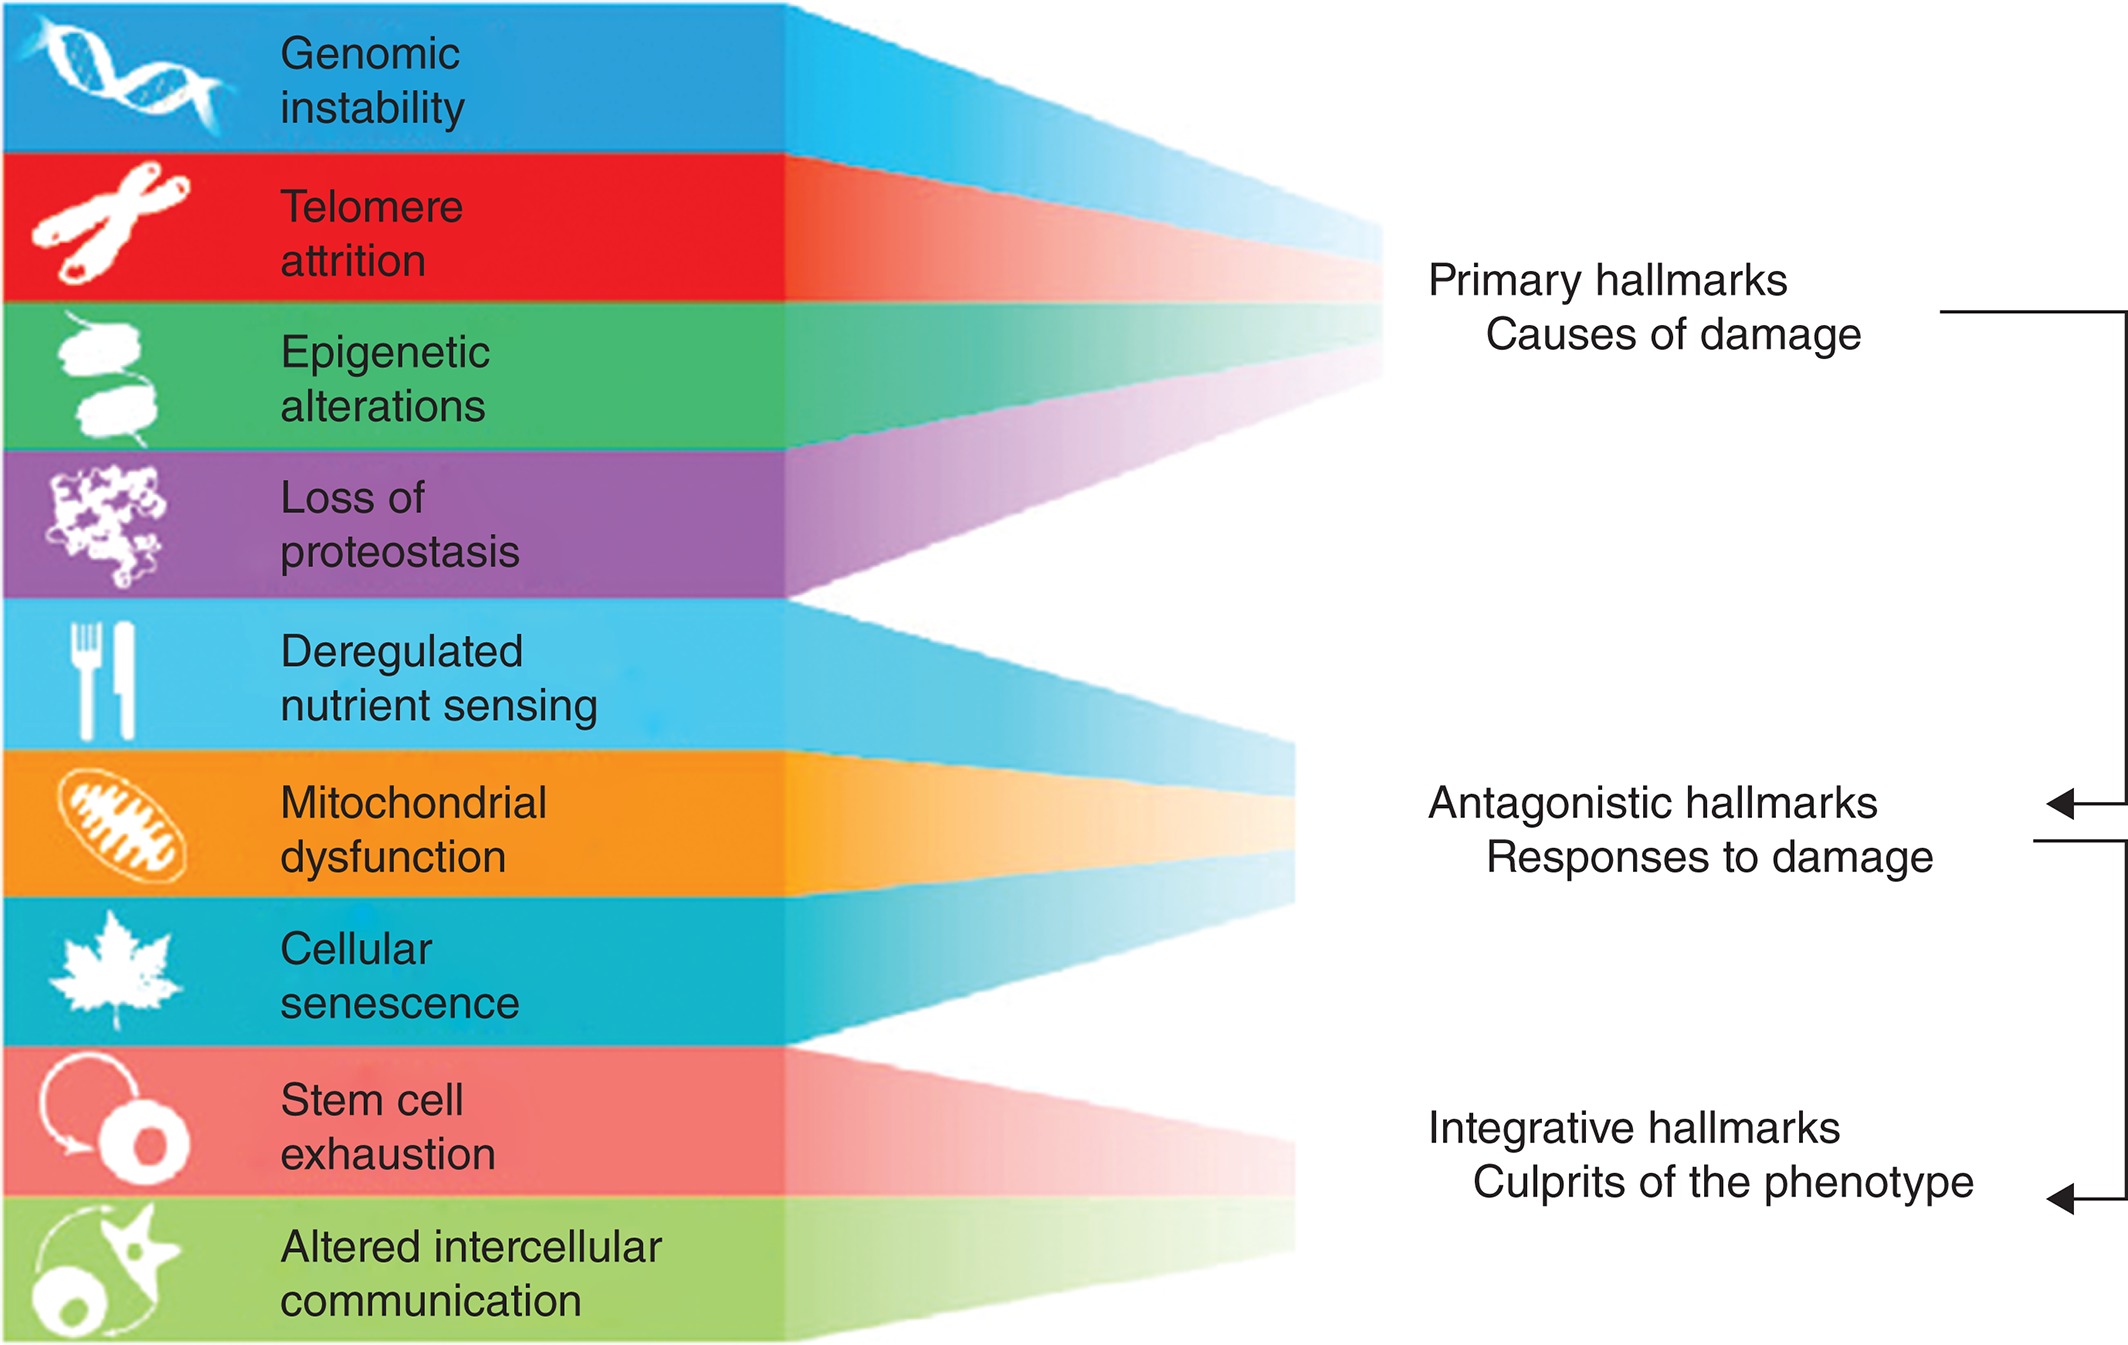 Genomic
instability
Telomere
attrition
Epigenetic
alterations
Loss of
proteostasis
Deregulated
nutrient sensing
Mitochondrial
dysfunction
Cellular
senescence
Stem cell
exhaustion
Altered intercellular
communication
Primary hallmarks
Causes of damage
Antagonistic hallmarks
Responses to damage
Integrative hallmarks
Culprits of the phenotype